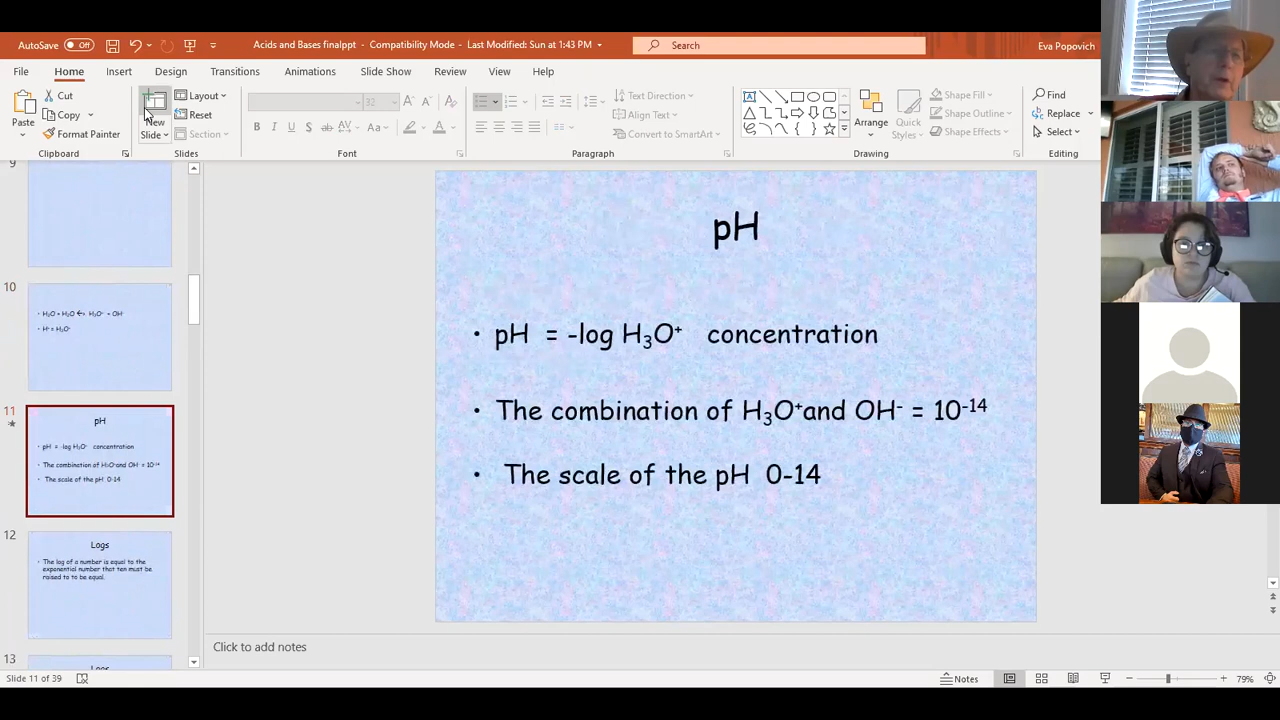 AutoSave Off Acids and Bases finalppt - Compatibility Mode - Last Modified: Sun at 1:43 PM Search Eva Popovich
File Home Insert Design Transitions Animations Slide Show Review View Help
Paste Cut Copy Format Painter
Clipboard
New Slide Layout Reset Section
Slides
32
B I U S ab AV Aa A
Font
Text Direction Align Text Convert to SmartArt
Paragraph
Arrange Quick Styles Shape Fill Shape Outline Shape Effects
Drawing
Find Replace Select
Editing
9
10
• H₂O + H₂O ⇐ H₃O⁺ + OH⁻
• H⁺ = H₃O⁺
11
pH
• pH = -log H₃O⁺ concentration
• The combination of H₃O⁺and OH⁻ = 10⁻¹⁴
• The scale of the pH 0-14
12
Logs
• The log of a number is equal to the
exponential number that ten must be
raised to to be equal.
13
Logs
pH
• pH = -log H₃O⁺ concentration
• The combination of H₃O⁺and OH⁻ = 10⁻¹⁴
• The scale of the pH 0-14
Click to add notes
Slide 11 of 39 Notes 79%